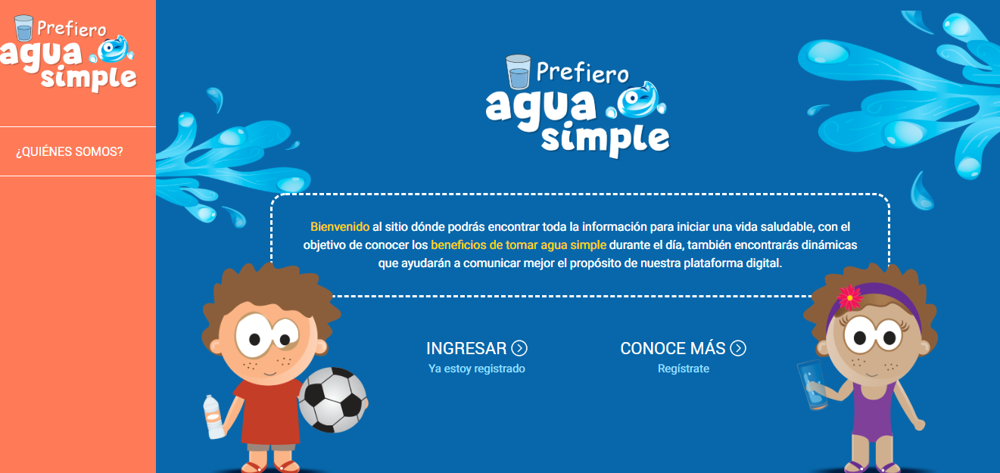 Prefiero
agua
simple
¿QUIÉNES SOMOS?
Prefiero
agua
simple
Bienvenido al sitio dónde podrás encontrar toda la información para iniciar una vida saludable, con el
objetivo de conocer los beneficios de tomar agua simple durante el día, también encontrarás dinámicas
que ayudarán a comunicar mejor el propósito de nuestra plataforma digital.
INGRESAR
Ya estoy registrado
CONOCE MÁS
Regístrate